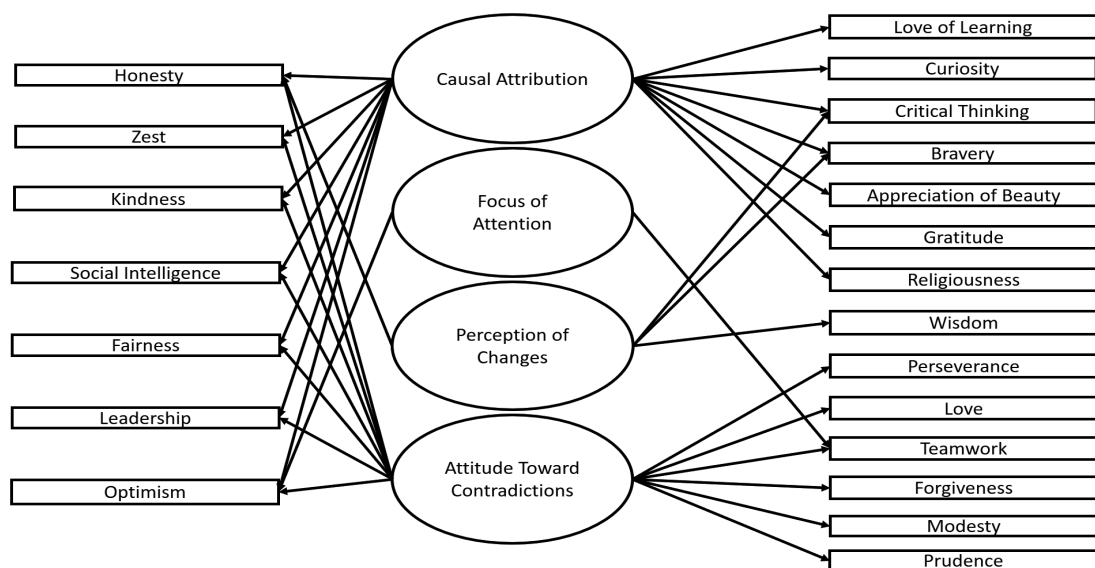 Honesty
Zest
Kindness
Social Intelligence
Fairness
Leadership
Optimism
Causal Attribution
Focus of
Attention
Perception of
Changes
Attitude Toward
Contradictions
Love of Learning
Curiosity
Critical Thinking
Bravery
Appreciation of Beauty
Gratitude
Religiousness
Wisdom
Perseverance
Love
Teamwork
Forgiveness
Modesty
Prudence